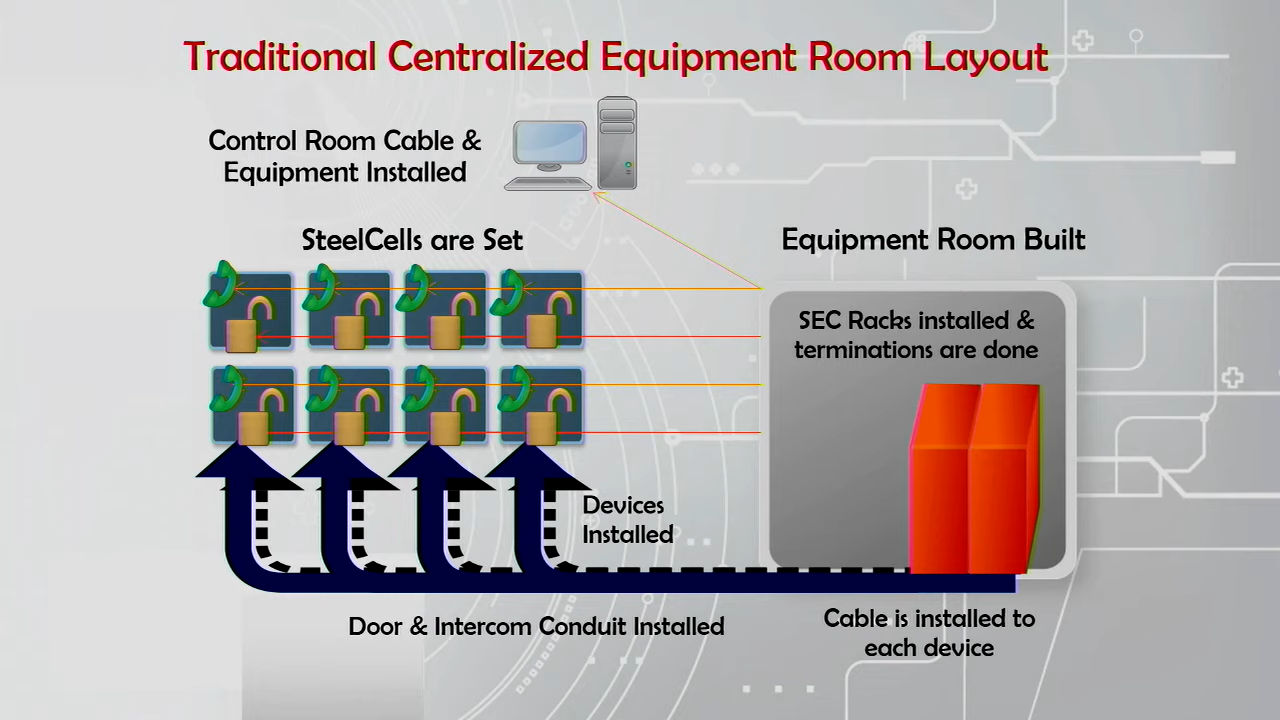 Traditional Centralized Equipment Room Layout
Control Room Cable &
Equipment Installed
SteelCells are Set
Equipment Room Built
SEC Racks installed &
terminations are done
Devices
Installed
Door & Intercom Conduit Installed
Cable is installed to
each device